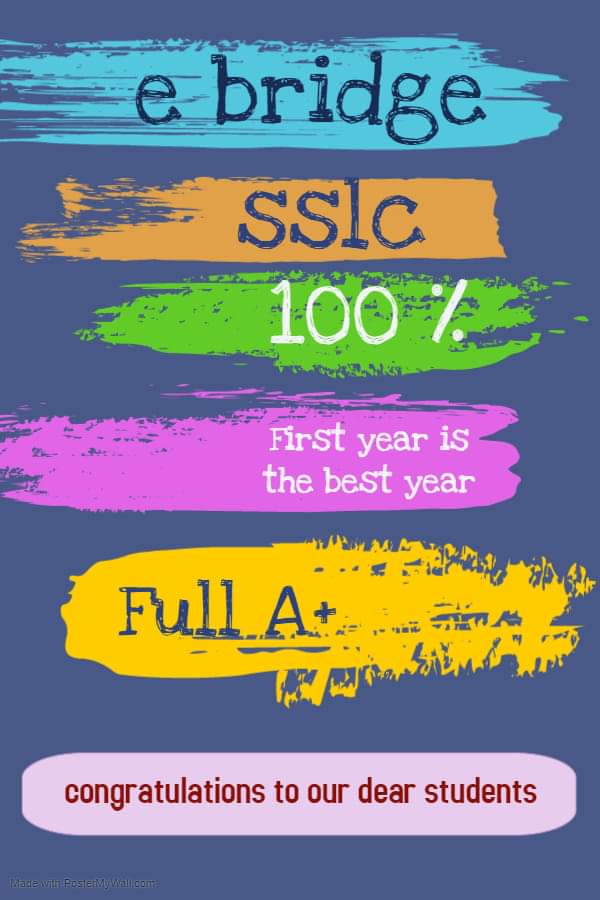 e bridge
sslc
100 %
First year is
the best year
Full A+
congratulations to our dear students
Made with PosterMyWall.com